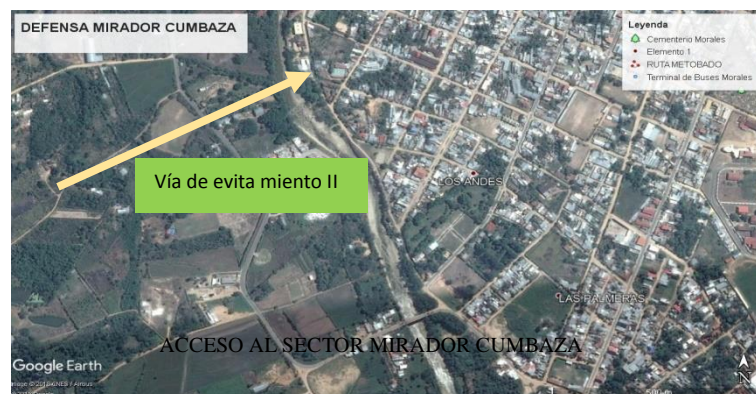 DEFENSA MIRADOR CUMBAZA
Leyenda
Cementerio Morales
Elemento 1
RUTA METOBADO
Terminal de Buses Morales
Vía de evita miento II
LOS ANDES
LAS PALMERAS
ACCESO AL SECTOR MIRADOR CUMBAZA
Google Earth
N